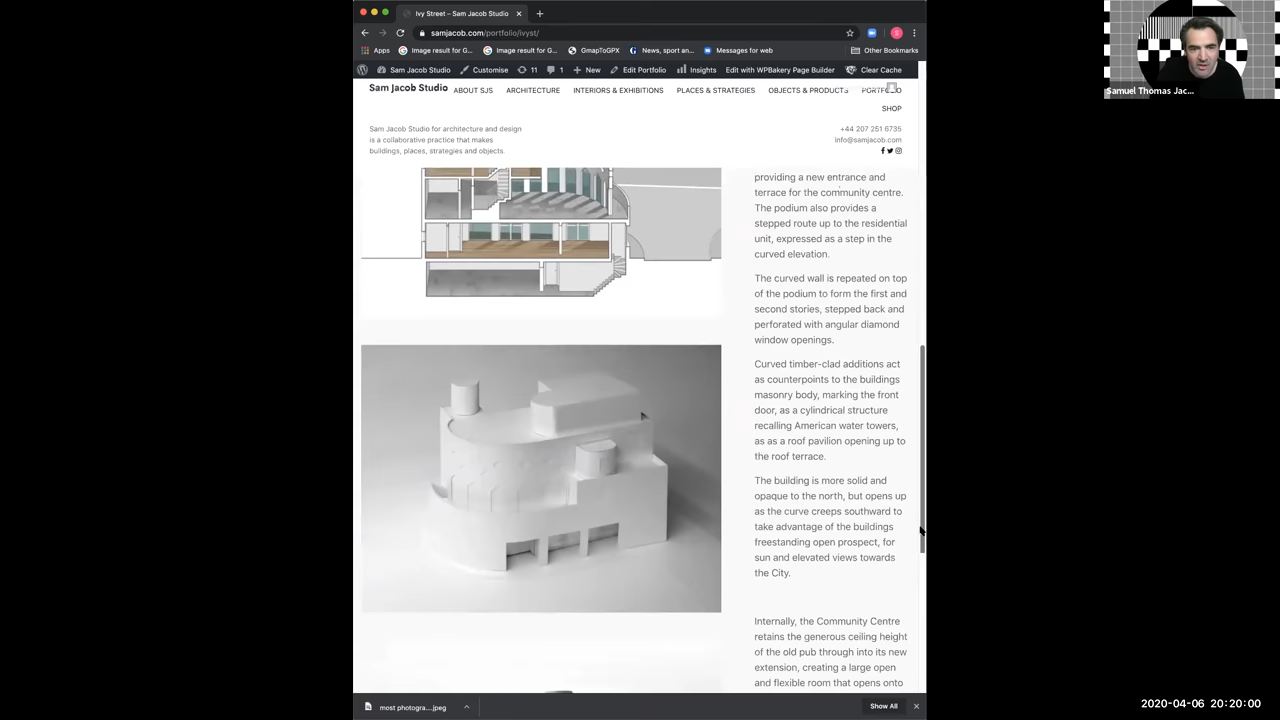 Ivy Street – Sam Jacob Studio
samjacob.com/portfolio/ivyst/
Apps Image result for G... Image result for G... GmapToGPX News, sport an... Messages for web Other Bookmarks
Sam Jacob Studio Customise 11 1 New Edit Portfolio Insights Edit with WPBakery Page Builder Clear Cache
Sam Jacob Studio ABOUT SJS ARCHITECTURE INTERIORS & EXHIBITIONS PLACES & STRATEGIES OBJECTS & PRODUCTS PORTFOLIO
SHOP
Sam Jacob Studio for architecture and design
is a collaborative practice that makes
buildings, places, strategies and objects.
+44 207 251 6735
info@samjacob.com
providing a new entrance and
terrace for the community centre.
The podium also provides a
stepped route up to the residential
unit, expressed as a step in the
curved elevation.
The curved wall is repeated on top
of the podium to form the first and
second stories, stepped back and
perforated with angular diamond
window openings.
Curved timber-clad additions act
as counterpoints to the buildings
masonry body, marking the front
door, as a cylindrical structure
recalling American water towers,
as as a roof pavilion opening up to
the roof terrace.
The building is more solid and
opaque to the north, but opens up
as the curve creeps southward to
take advantage of the buildings
freestanding open prospect, for
sun and elevated views towards
the City.
Internally, the Community Centre
retains the generous ceiling height
of the old pub through into its new
extension, creating a large open
and flexible room that opens onto
most photogra....jpeg
Show All
Samuel Thomas Jac...
2020-04-06 20:20:00